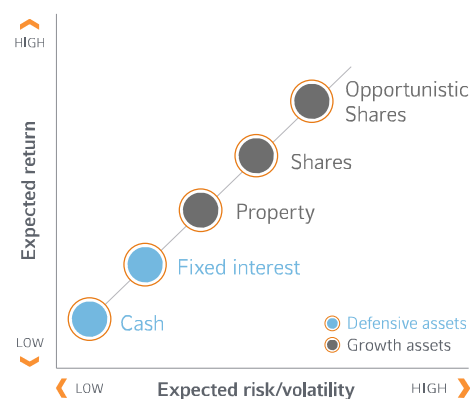 HIGH
Expected return
LOW
Opportunistic
Shares
Shares
Property
Fixed interest
Cash
Defensive assets
Growth assets
LOW
Expected risk/volatility
HIGH